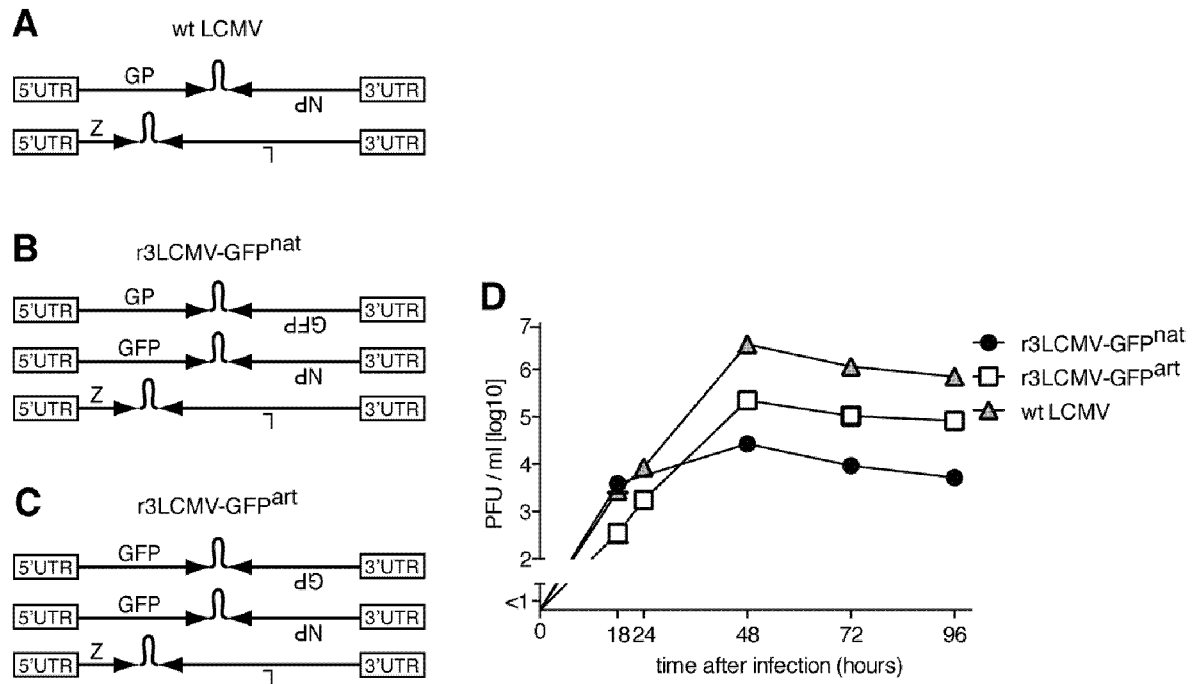 A
wt LCMV
5'UTR GP NP 3'UTR
5'UTR Z L 3'UTR
B
r3LCMV-GFPnat
5'UTR GP GFP 3'UTR
5'UTR GFP NP 3'UTR
5'UTR Z L 3'UTR
C
r3LCMV-GFPart
5'UTR GFP GP 3'UTR
5'UTR GFP NP 3'UTR
5'UTR Z L 3'UTR
D
PFU / ml [log10]
7
6
5
4
3
2
<1
0 18 24 48 72 96
time after infection (hours)
r3LCMV-GFPnat
r3LCMV-GFPart
wt LCMV